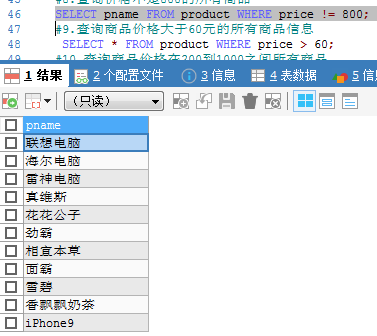 45 #8.查询价格不是800的所有商品
46 SELECT pname FROM product WHERE price != 800;
47 #9.查询商品价格大于60元的所有商品信息
48 SELECT * FROM product WHERE price > 60;
49 #10.查询商品价格在200到1000之间所有商品
1 结果 2 个配置文件 3 信息 4 表数据 5 信息
(只读)
pname
联想电脑
海尔电脑
雷神电脑
真维斯
花花公子
劲霸
相宜本草
面霸
雪碧
香飘飘奶茶
iPhone9